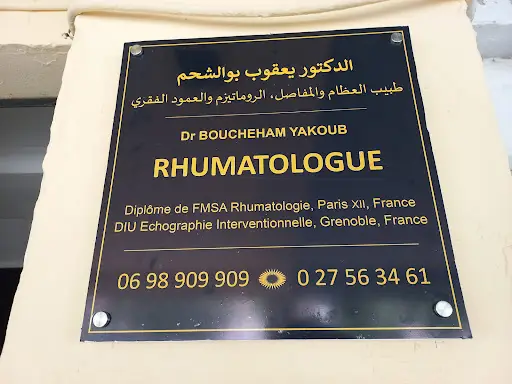 الدكتور يعقوب بوالشحم
طبيب العظام والمفاصل، الروماتيزم والعمود الفقري
Dr BOUCHEHAM YAKOUB
RHUMATOLOGUE
Diplôme de FMSA Rhumatologie, Paris XII, France
DIU Echographie Interventionnelle, Grenoble, France
06 98 909 909 0 27 56 34 61